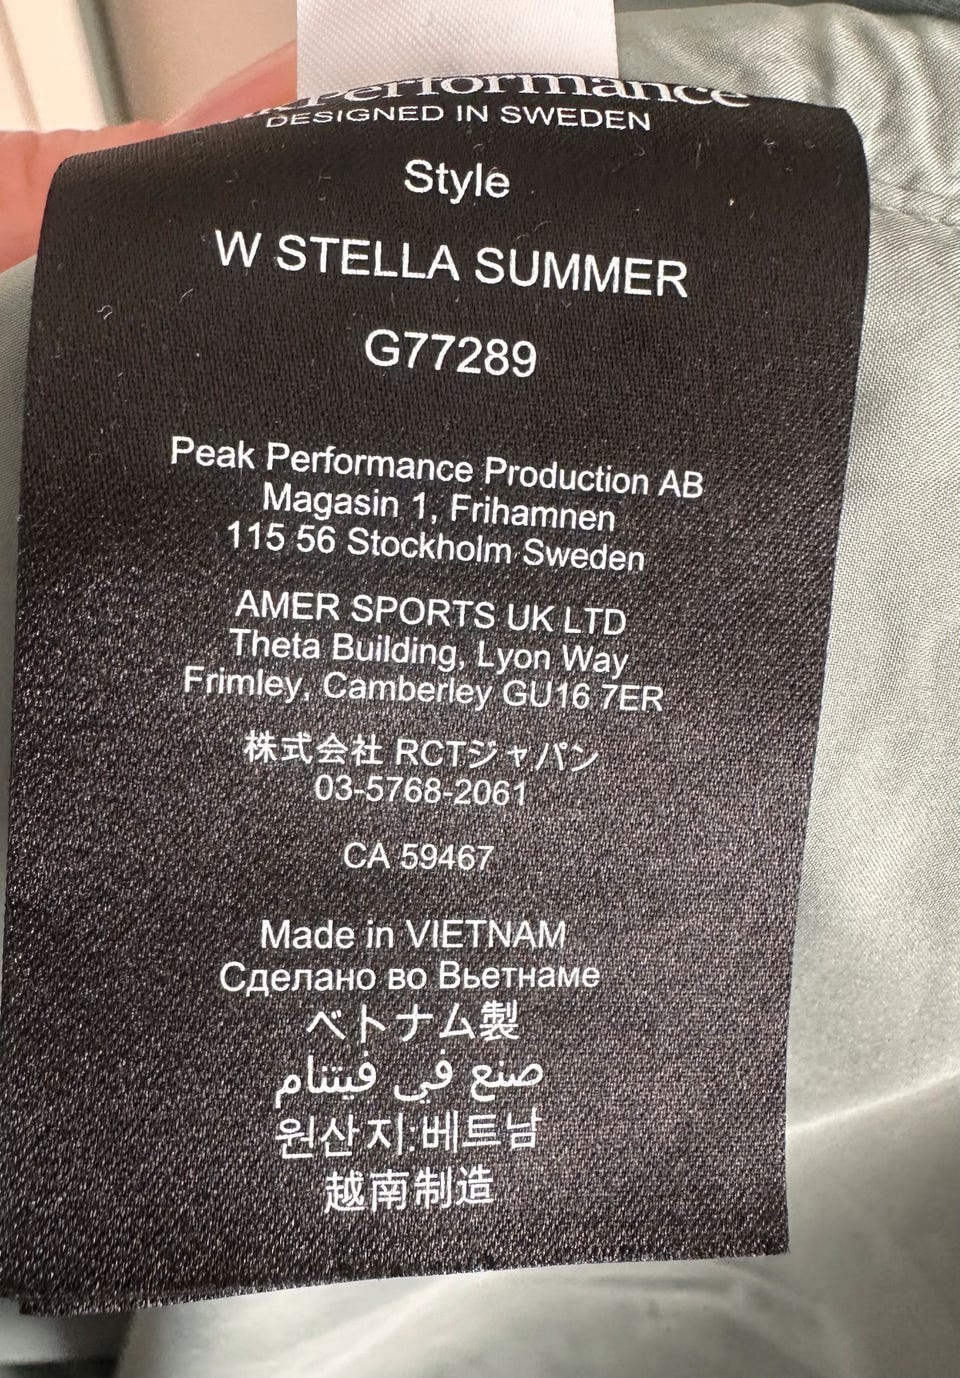 Performance
DESIGNED IN SWEDEN
Style
W STELLA SUMMER
G77289
Peak Performance Production AB
Magasin 1, Frihamnen
115 56 Stockholm Sweden
AMER SPORTS UK LTD
Theta Building, Lyon Way
Frimley, Camberley GU16 7ER
株式会社 RCTジャパン
03-5768-2061
CA 59467
Made in VIETNAM
Сделано во Вьетнаме
ベトナム製
صنع في فيتنام
원산지:베트남
越南制造